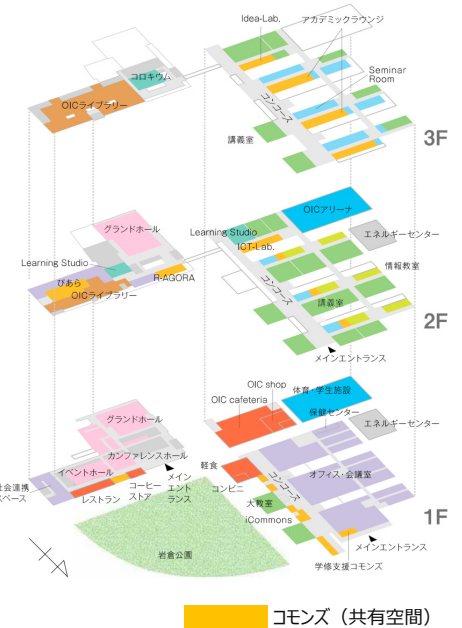 Idea-Lab.
アカデミックラウンジ
コロキウム
OICライブラリー
Seminar
Room
コンコース
講義室
3F
OICアリーナ
グランドホール
Learning Studio
エネルギーセンター
ICT-Lab.
Learning Studio
ぴあら
R-AGORA
情報教室
OICライブラリー
コンコース
講義室
2F
メインエントランス
OIC shop
OIC cafeteria
体育・学生施設
保健センター
グランドホール
エネルギーセンター
カンファレンスホール
軽食
イベントホール
メイン
エント
ランス
コンビニ
コンコース
オフィス・会議室
社会連携
スペース
レストラン
コーヒー
ストア
大教室
iCommons
1F
岩倉公園
メインエントランス
学修支援コモンズ
コモンズ（共有空間）